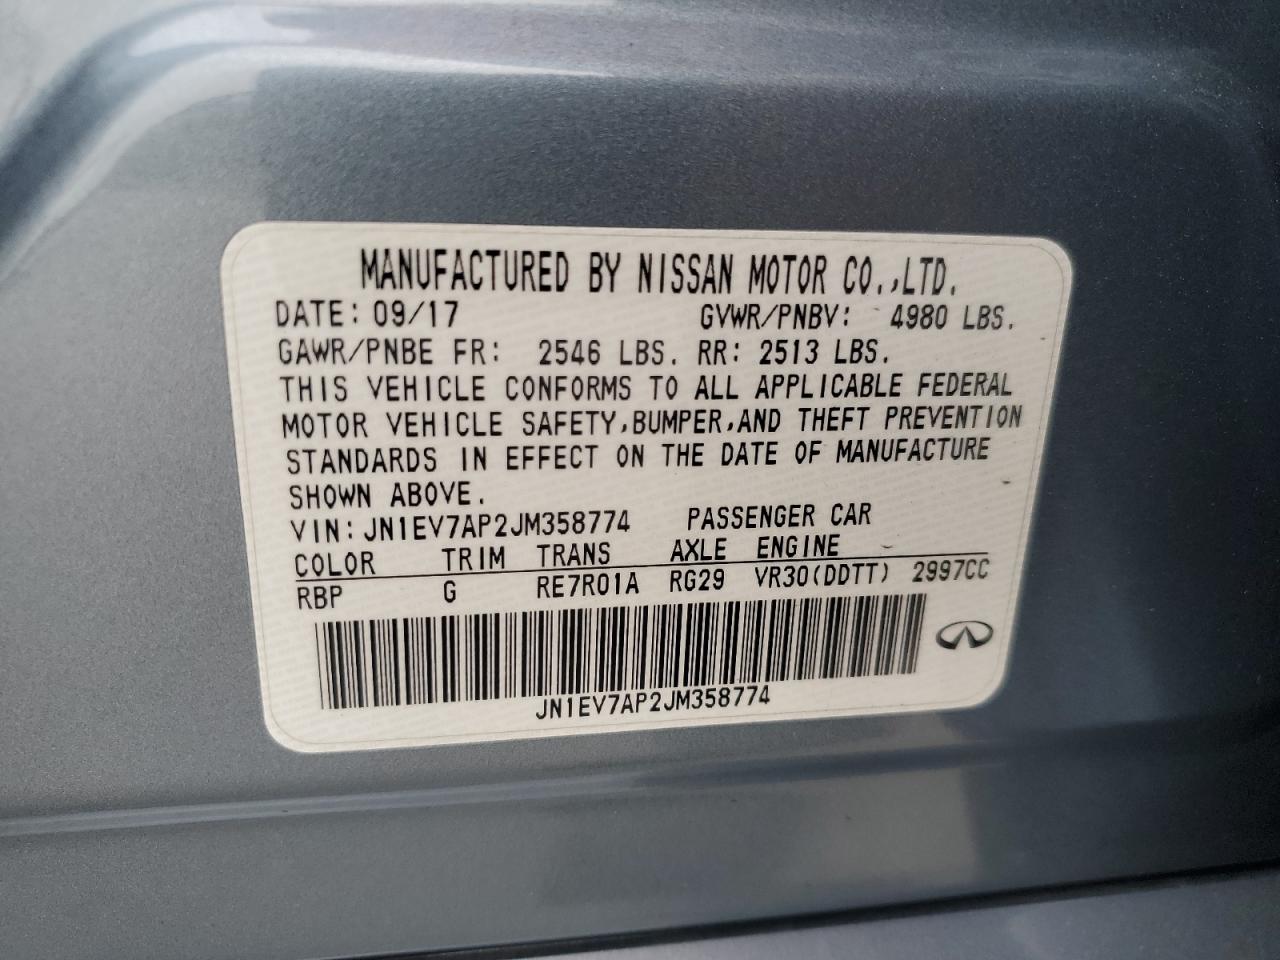 MANUFACTURED BY NISSAN MOTOR CO.,LTD.
DATE: 09/17 GVWR/PNBV: 4980 LBS.
GAWR/PNBE FR: 2546 LBS. RR: 2513 LBS.
THIS VEHICLE CONFORMS TO ALL APPLICABLE FEDERAL
MOTOR VEHICLE SAFETY,BUMPER,AND THEFT PREVENTION
STANDARDS IN EFFECT ON THE DATE OF MANUFACTURE
SHOWN ABOVE.
VIN: JN1EV7AP2JM358774 PASSENGER CAR
COLOR TRIM TRANS AXLE ENGINE
RBP G RE7R01A RG29 VR30(DDTT) 2997CC
JN1EV7AP2JM358774